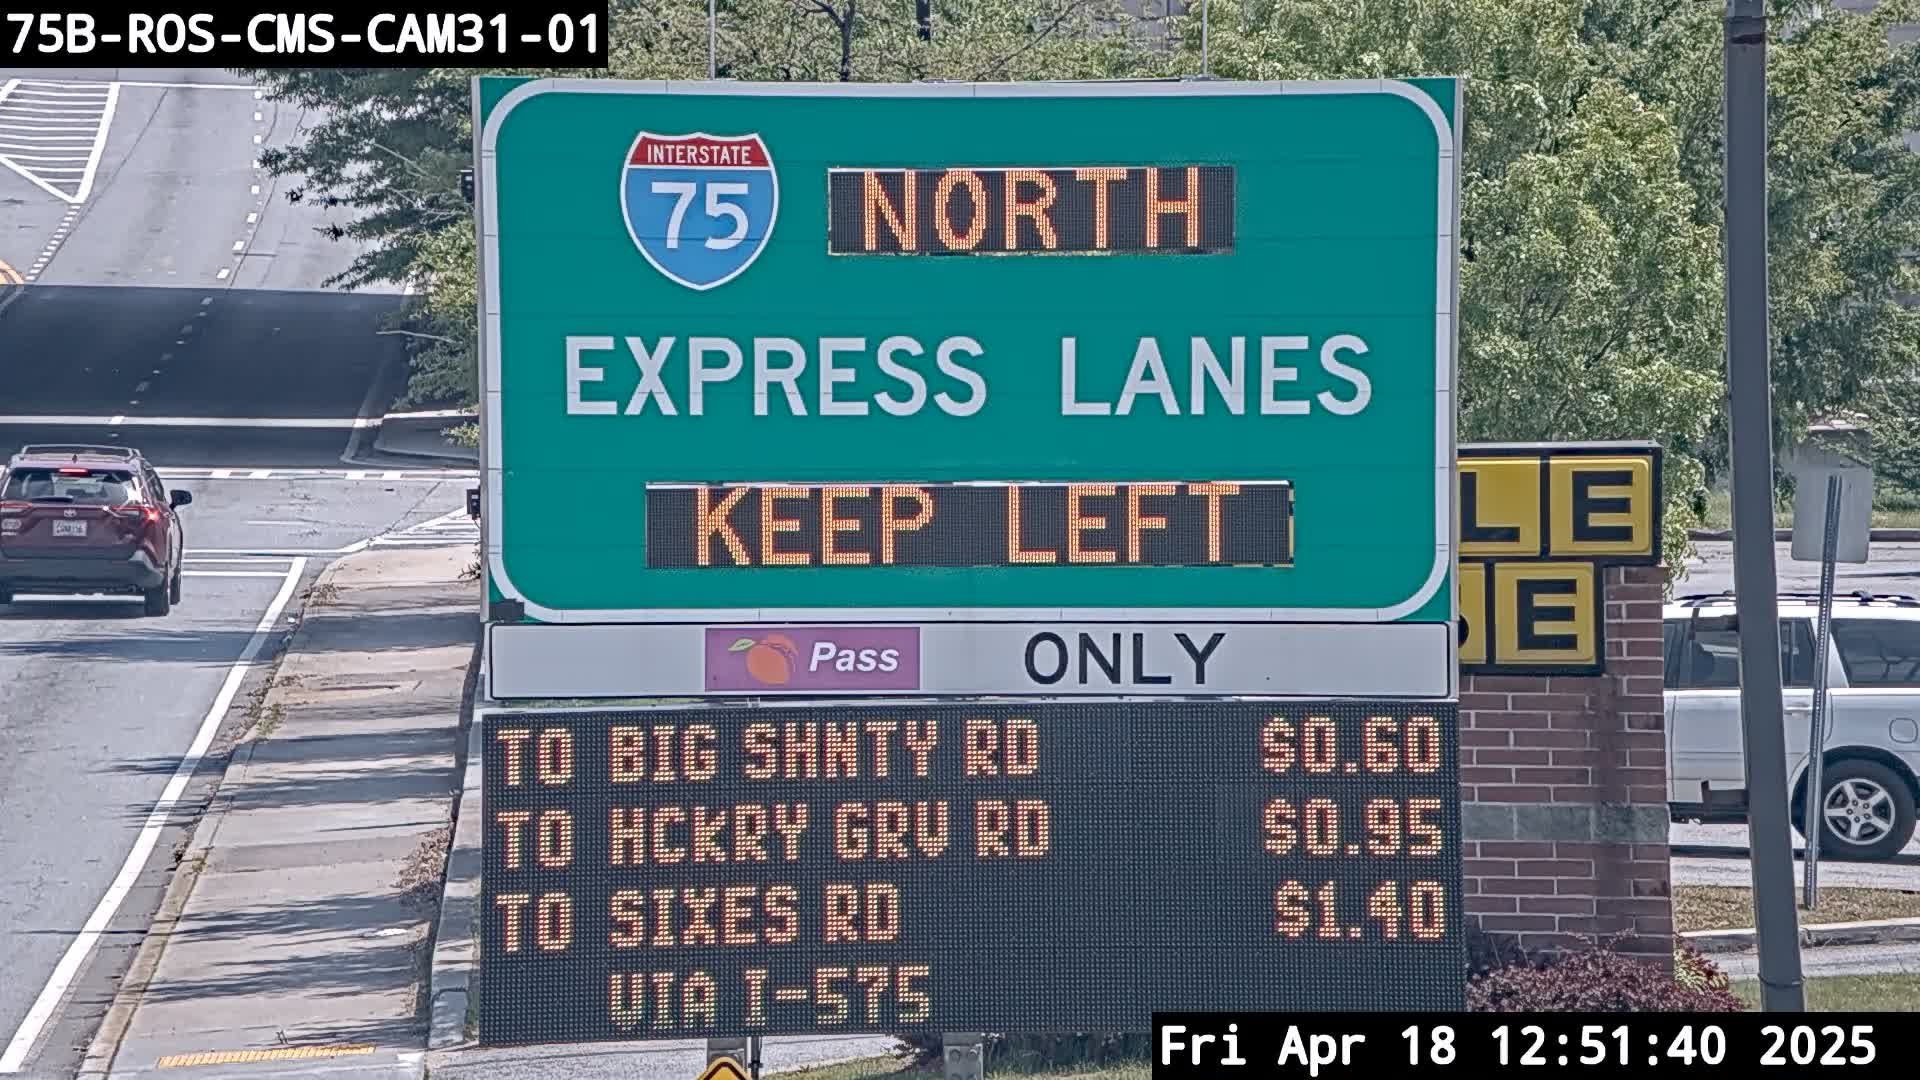 75B-ROS-CMS-CAM31-01
INTERSTATE
75
NORTH
EXPRESS LANES
KEEP LEFT
Pass ONLY
TO BIG SHNTY RD $0.60
TO HCKRY GRV RD $0.95
TO SIXES RD $1.40
VIA I-575
LE
E
Fri Apr 18 12:51:40 2025